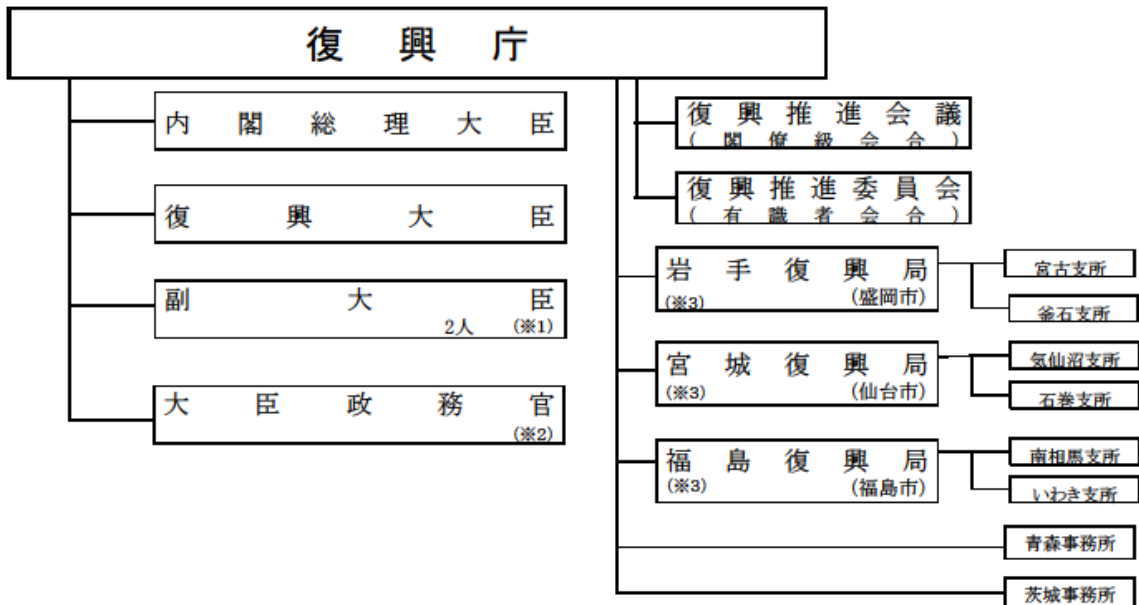 復興庁
内閣総理大臣
復興大臣
副大臣
2人 (※1)
大臣政務官
(※2)
復興推進会議
(閣僚級会合)
復興推進委員会
(有識者会合)
岩手復興局
(※3) (盛岡市)
宮古支所
釜石支所
宮城復興局
(※3) (仙台市)
気仙沼支所
石巻支所
福島復興局
(※3) (福島市)
南相馬支所
いわき支所
青森事務所
茨城事務所